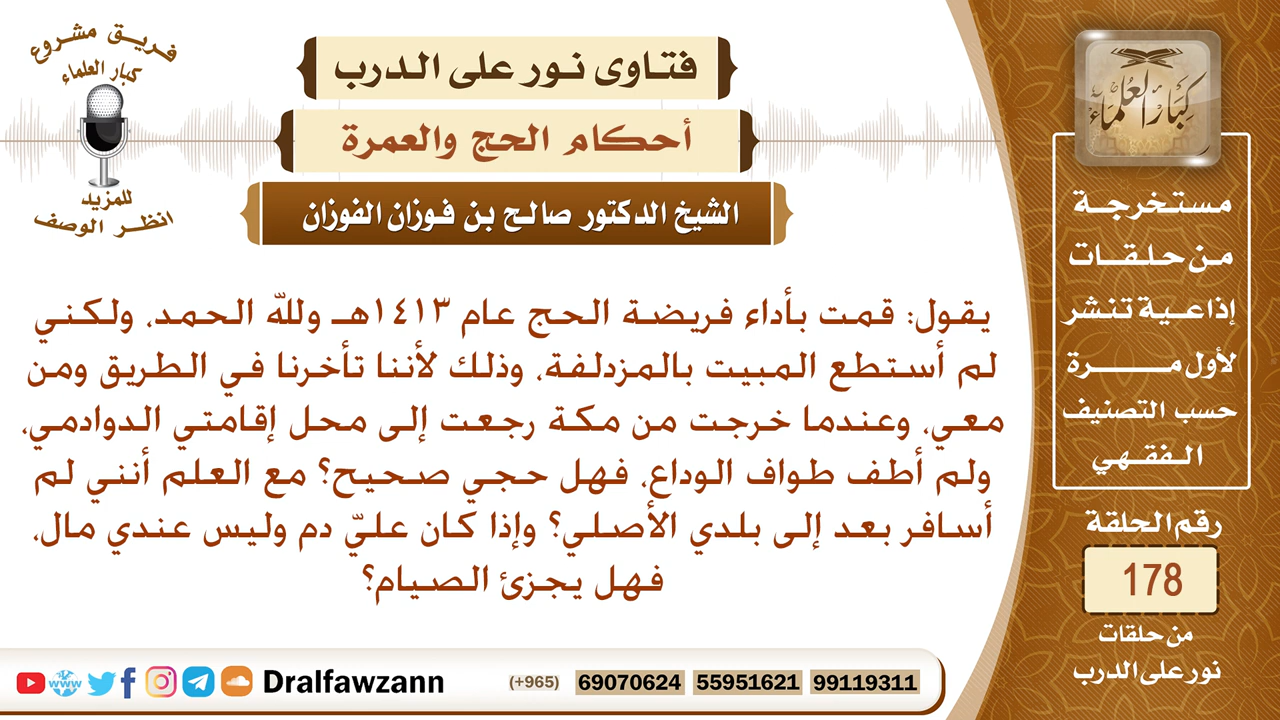 فريق مشروع
كبار العلماء
للمزيد
انظر الوصف
فتاوى نور على الدرب
أحكام الحج والعمرة
الشيخ الدكتور صالح بن فوزان الفوزان
يقول: قمت بأداء فريضة الحج عام ١٤١٣هـ ولله الحمد، ولكني
لم أستطع المبيت بالمزدلفة، وذلك لأننا تأخرنا في الطريق ومن
معي، وعندما خرجت من مكة رجعت إلى محل إقامتي الدوادمي،
ولم أطف طواف الوداع، فهل حجي صحيح؟ مع العلم أنني لم
أسافر بعد إلى بلدي الأصلي؟ وإذا كان عليّ دم وليس عندي مال،
فهل يجزئ الصيام؟
كبار العلماء
مستخرجة
من حلقات
إذاعية تنشر
لأول مرة
حسب التصنيف
الفقهي
رقم الحلقة
178
من حلقات
نور على الدرب
www
Dralfawzann
(+965) 69070624 55951621 99119311